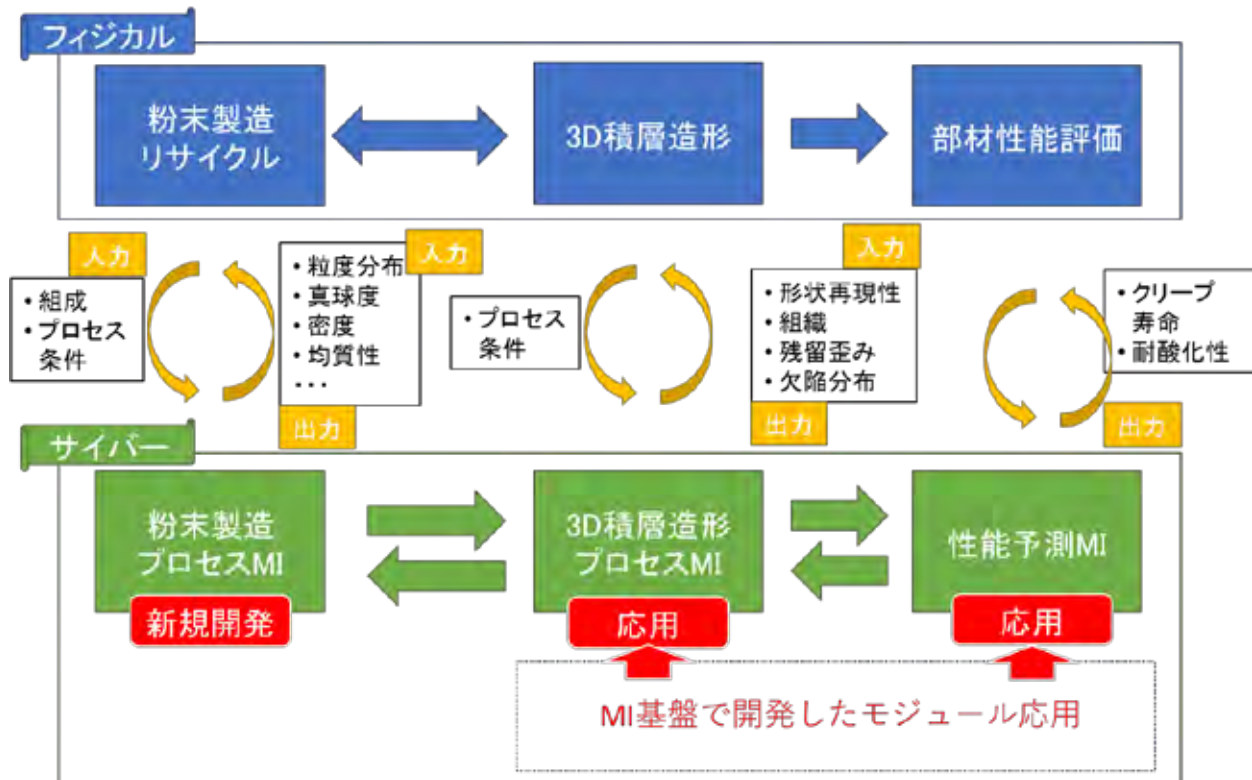 フィジカル
粉末製造
リサイクル
3D積層造形
部材性能評価
入力
・組成
・プロセス
条件
・粒度分布
・真球度
・密度
・均質性
・・・
出力
入力
・プロセス
条件
・形状再現性
・組織
・残留歪み
・欠陥分布
出力
入力
・クリープ
寿命
・耐酸化性
出力
サイバー
粉末製造
プロセスMI
新規開発
3D積層造形
プロセスMI
応用
性能予測MI
応用
MI基盤で開発したモジュール応用